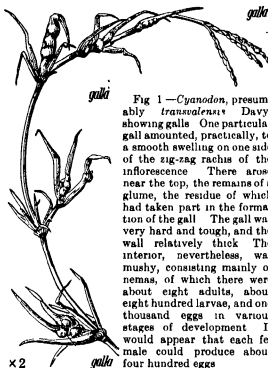 galls
galls
Fig 1 —Cyanodon, presum
ably transvalensis Davy
showing galls One particula
gall amounted, practically, t
a smooth swelling on one sid
of the zig-zag rachis of th
inflorescence There aros
near the top, the remains of
glume, the residue of whic
had taken part in the forma
tion of the gall The gall wa
very hard and tough, and th
wall relatively thick Th
interior, nevertheless, wa
mushy, consisting mainly o
nemas, of which there wer
about eight adults, abou
eight hundred larvae, and on
thousand eggs in variou
stages of development I
would appear that each fe
male could produce abou
four hundred eggs
×2
galls